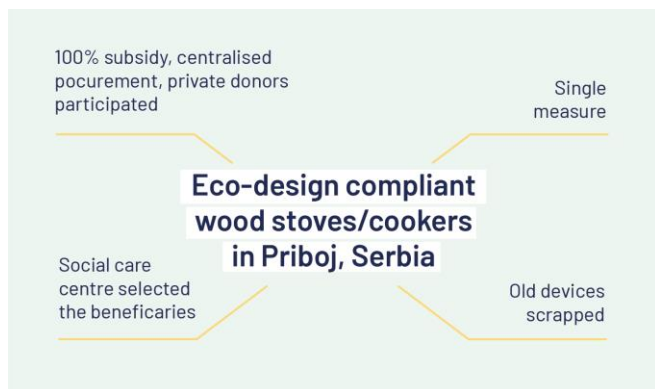 100% subsidy, centralised
pocurement, private donors
participated
Single
measure
Eco-design compliant
wood stoves/cookers
in Priboj, Serbia
Social care
centre selected
the beneficaries
Old devices
scrapped